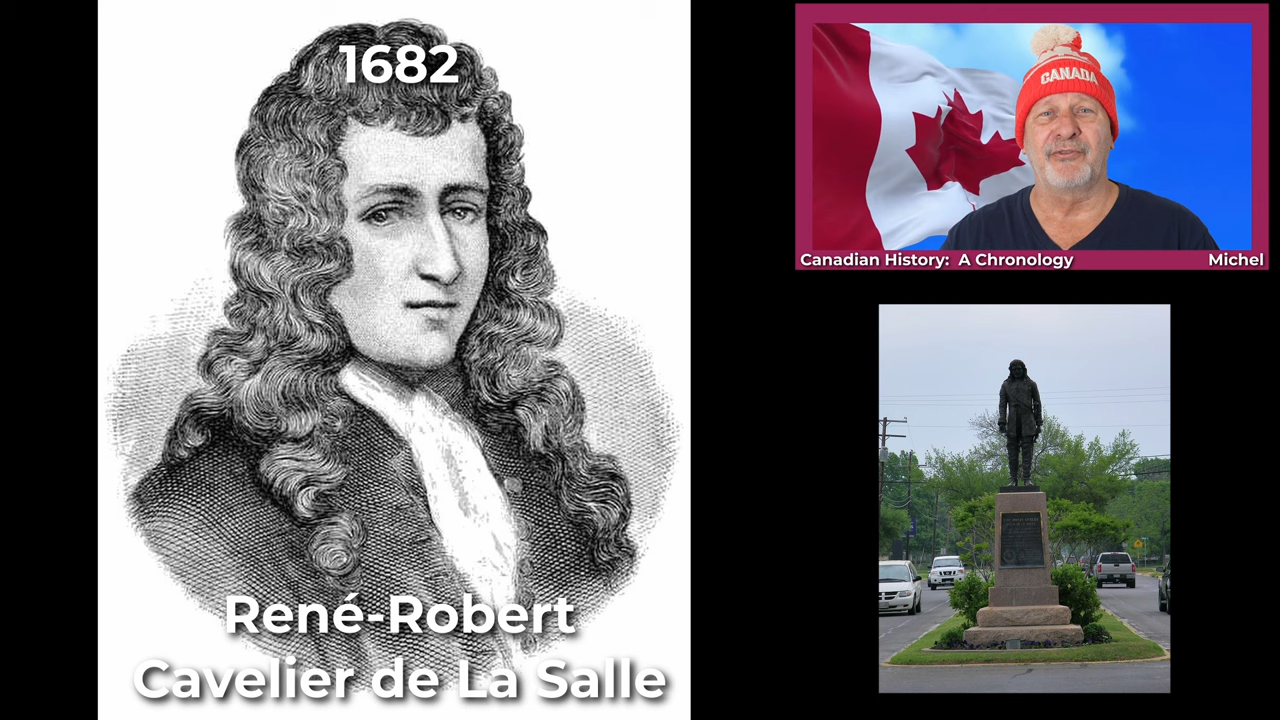 1682
René-Robert
Cavelier de La Salle
CANADA
Canadian History: A Chronology
Michel